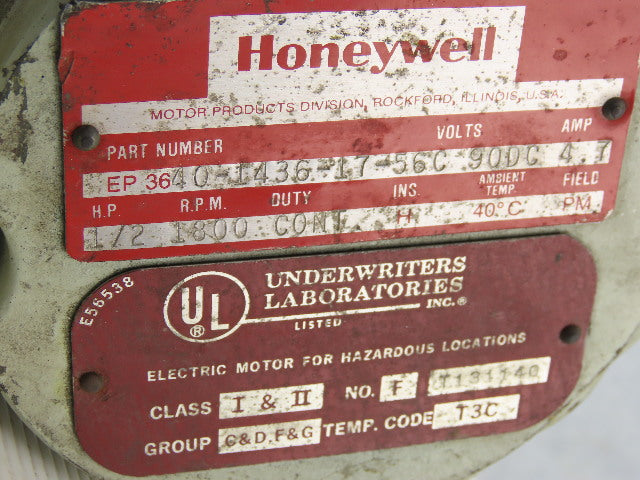 Honeywell
MOTOR PRODUCTS DIVISION, ROCKFORD, ILLINOIS, U.S.A.
PART NUMBER VOLTS AMP
EP 3640-1436-17-56C 90DC 4.7
H.P. R.P.M. DUTY INS. AMBIENT TEMP. FIELD
1/2 1800 CONT. H 40°C PM
E56538
UL ®
UNDERWRITERS
LABORATORIES
INC.®
LISTED
ELECTRIC MOTOR FOR HAZARDOUS LOCATIONS
CLASS I & II NO. F T131740
GROUP C&D,F&G TEMP. CODE T3C